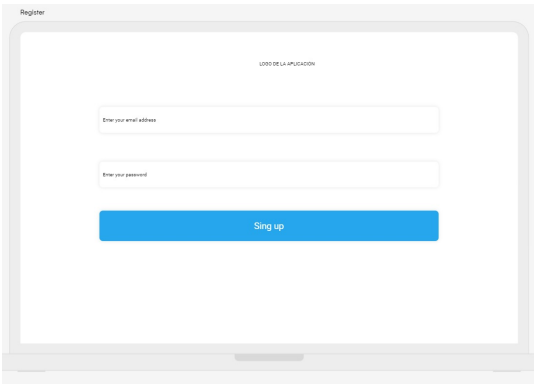 Register
LOGO DE LA APLICACIÓN
Enter your email address
Enter your password
Sing up